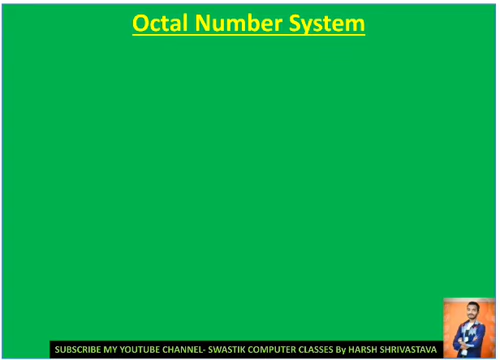 Octal Number System
SUBSCRIBE MY YOUTUBE CHANNEL- SWASTIK COMPUTER CLASSES By HARSH SHRIVASTAVA